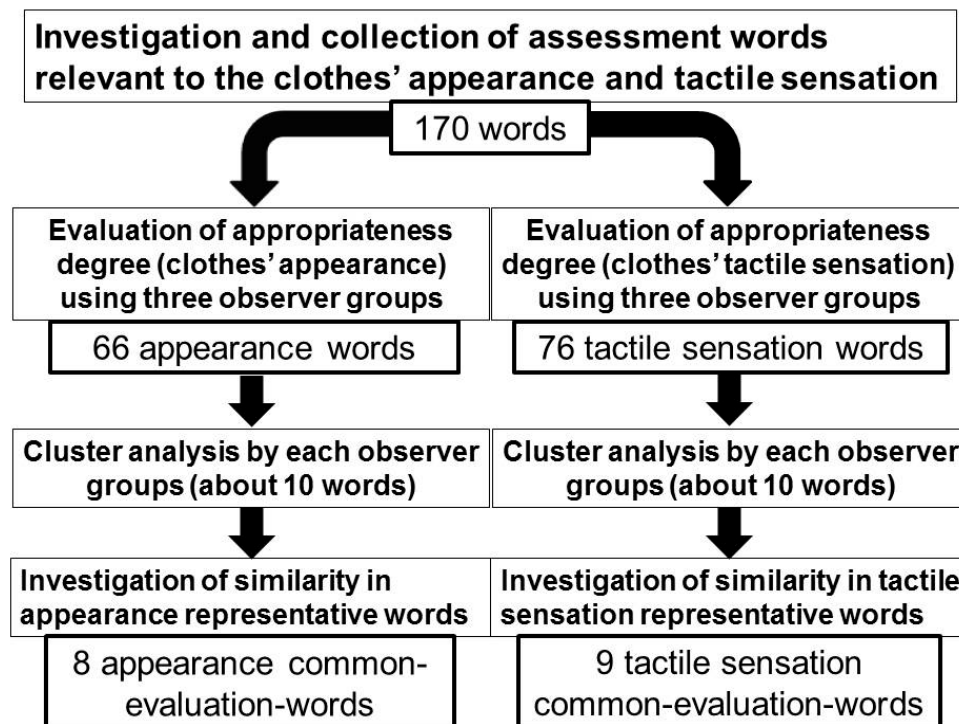 Investigation and collection of assessment words
relevant to the clothes' appearance and tactile sensation
170 words
Evaluation of appropriateness
degree (clothes' appearance)
using three observer groups
66 appearance words
Cluster analysis by each observer
groups (about 10 words)
Investigation of similarity in
appearance representative words
8 appearance common-
evaluation-words
Evaluation of appropriateness
degree (clothes' tactile sensation)
using three observer groups
76 tactile sensation words
Cluster analysis by each observer
groups (about 10 words)
Investigation of similarity in tactile
sensation representative words
9 tactile sensation
common-evaluation-words